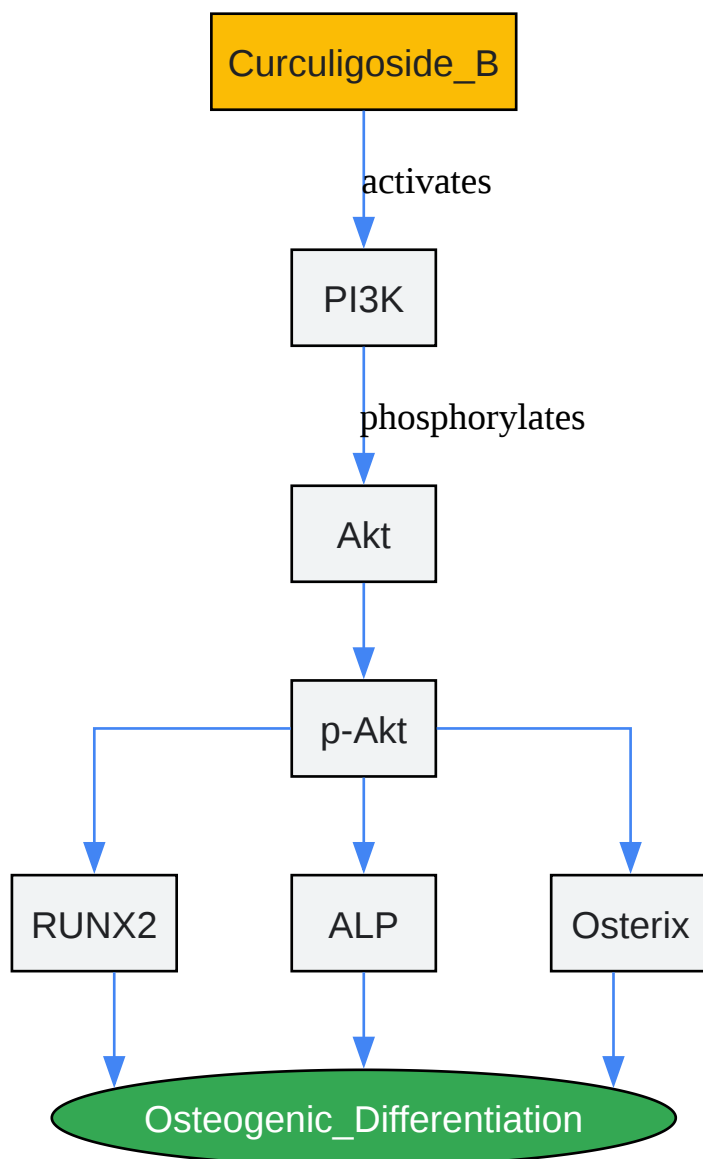 Curculigoside_B
activates
PI3K
phosphorylates
Akt
p-Akt
RUNX2
ALP
Osterix
Osteogenic_Differentiation